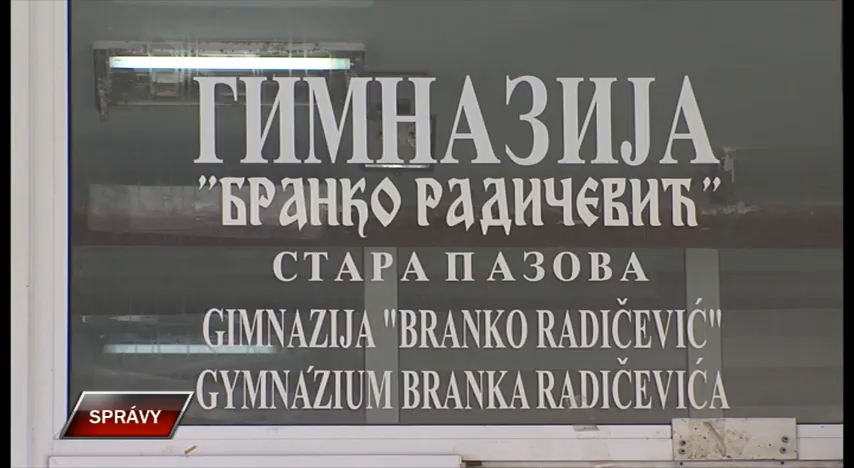 ГИМНАЗИЈА
"БРАНКО РАДИЧЕВИЋ"
СТАРА ПАЗОВА
GIMNAZIJA "BRANKO RADIČEVIĆ"
GYMNÁZIUM BRANKA RADIČEVIĆA
SPRÁVY